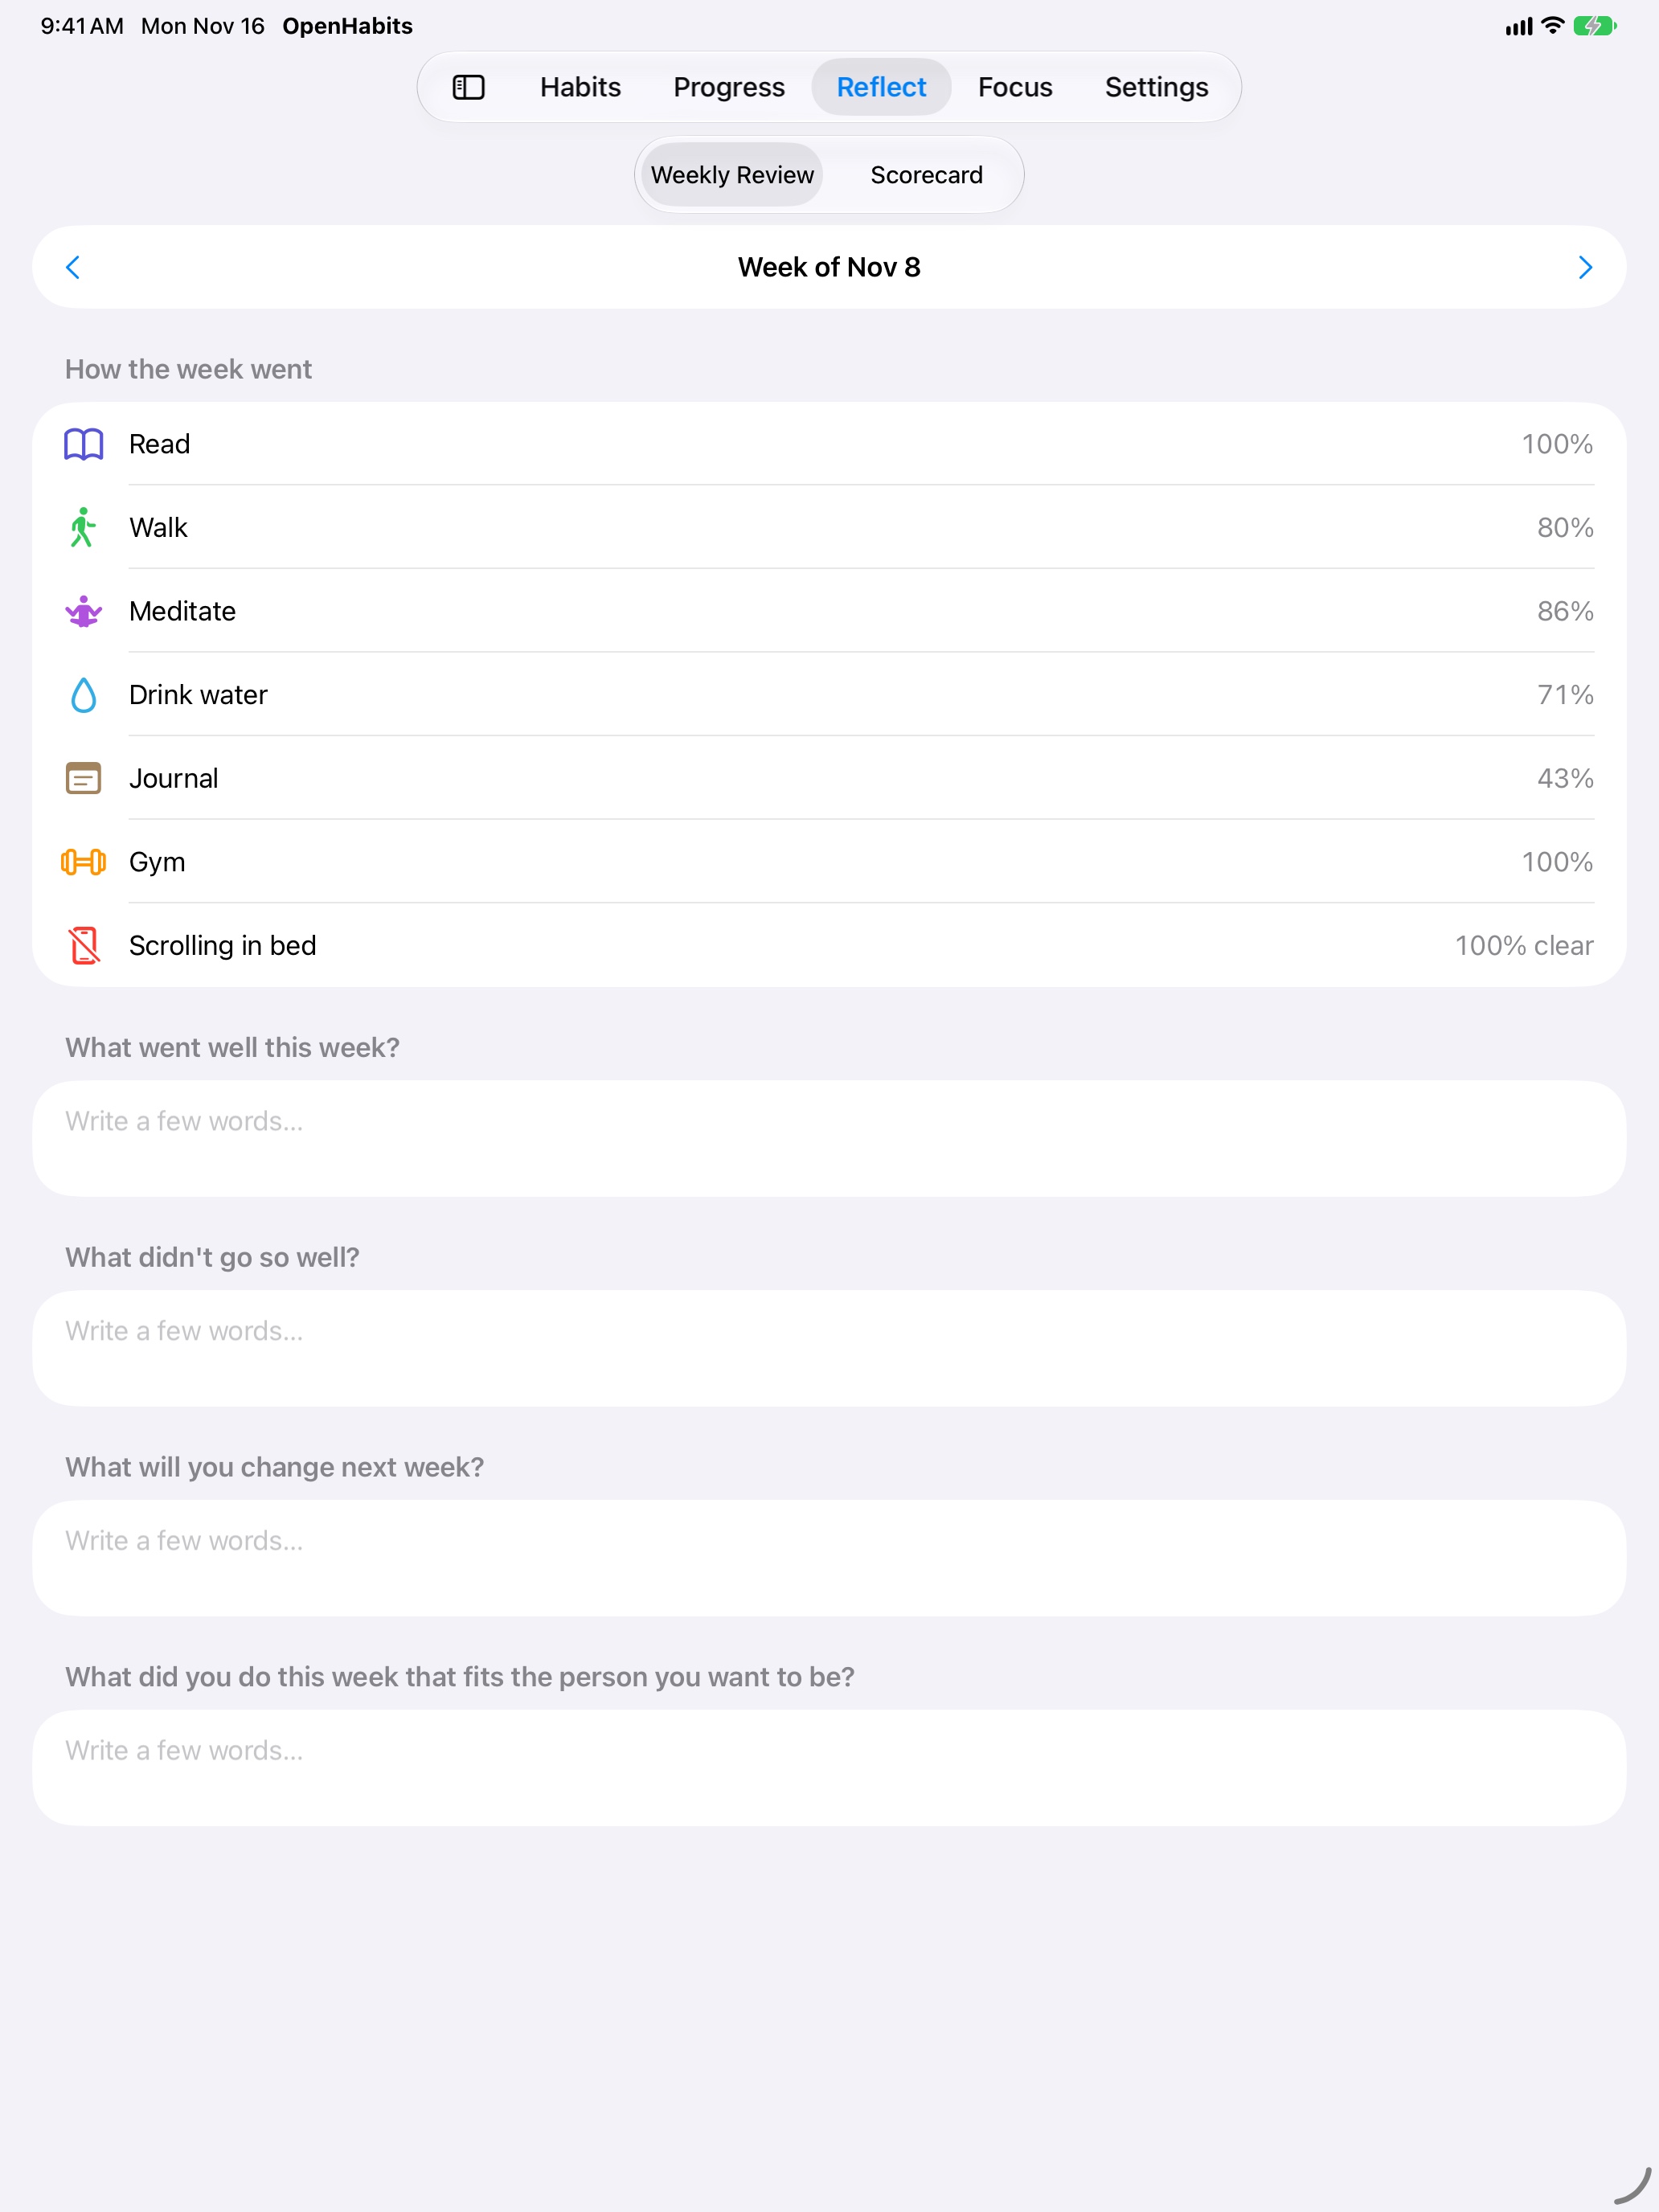 9:41 AM Mon Nov 16 OpenHabits
Habits Progress Reflect Focus Settings
Weekly Review Scorecard
Week of Nov 8
How the week went
Read 100%
Walk 80%
Meditate 86%
Drink water 71%
Journal 43%
Gym 100%
Scrolling in bed 100% clear
What went well this week?
Write a few words...
What didn't go so well?
Write a few words...
What will you change next week?
Write a few words...
What did you do this week that fits the person you want to be?
Write a few words...